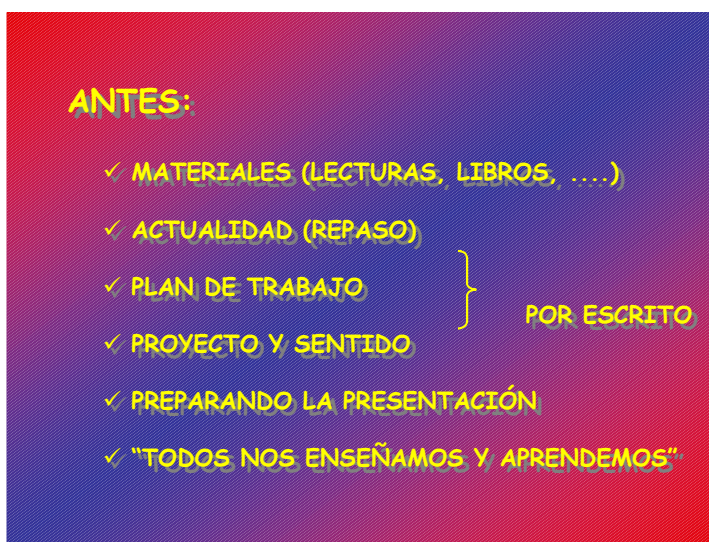 ANTES:
✓ MATERIALES (LECTURAS, LIBROS, ....)
✓ ACTUALIDAD (REPASO)
✓ PLAN DE TRABAJO
POR ESCRITO
✓ PROYECTO Y SENTIDO
✓ PREPARANDO LA PRESENTACIÓN
✓ “TODOS NOS ENSEÑAMOS Y APRENDEMOS”